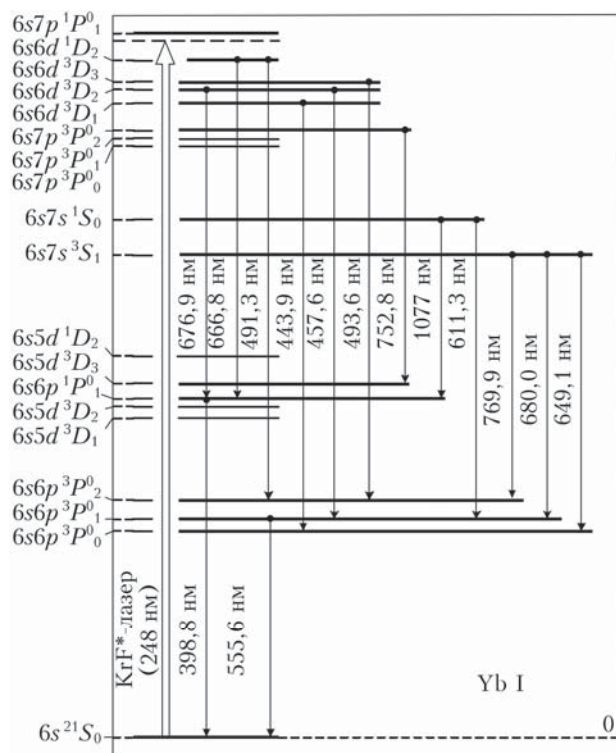 6s7p ¹P⁰₁
6s6d ¹D₂
6s6d ³D₃
6s6d ³D₂
6s6d ³D₁
6s7p ³P⁰₂
6s7p ³P⁰₁
6s7p ³P⁰₀
6s7s ¹S₀
6s7s ³S₁
6s5d ¹D₂
6s5d ³D₃
6s6p ¹P⁰₁
6s5d ³D₂
6s5d ³D₁
6s6p ³P⁰₂
6s6p ³P⁰₁
6s6p ³P⁰₀
6s ²¹S₀
KrF*-лазер
(248 нм)
398,8 нм
555,6 нм
676,9 нм
666,8 нм
491,3 нм
443,9 нм
457,6 нм
493,6 нм
752,8 нм
1077 нм
611,3 нм
769,9 нм
680,0 нм
649,1 нм
Yb I
0